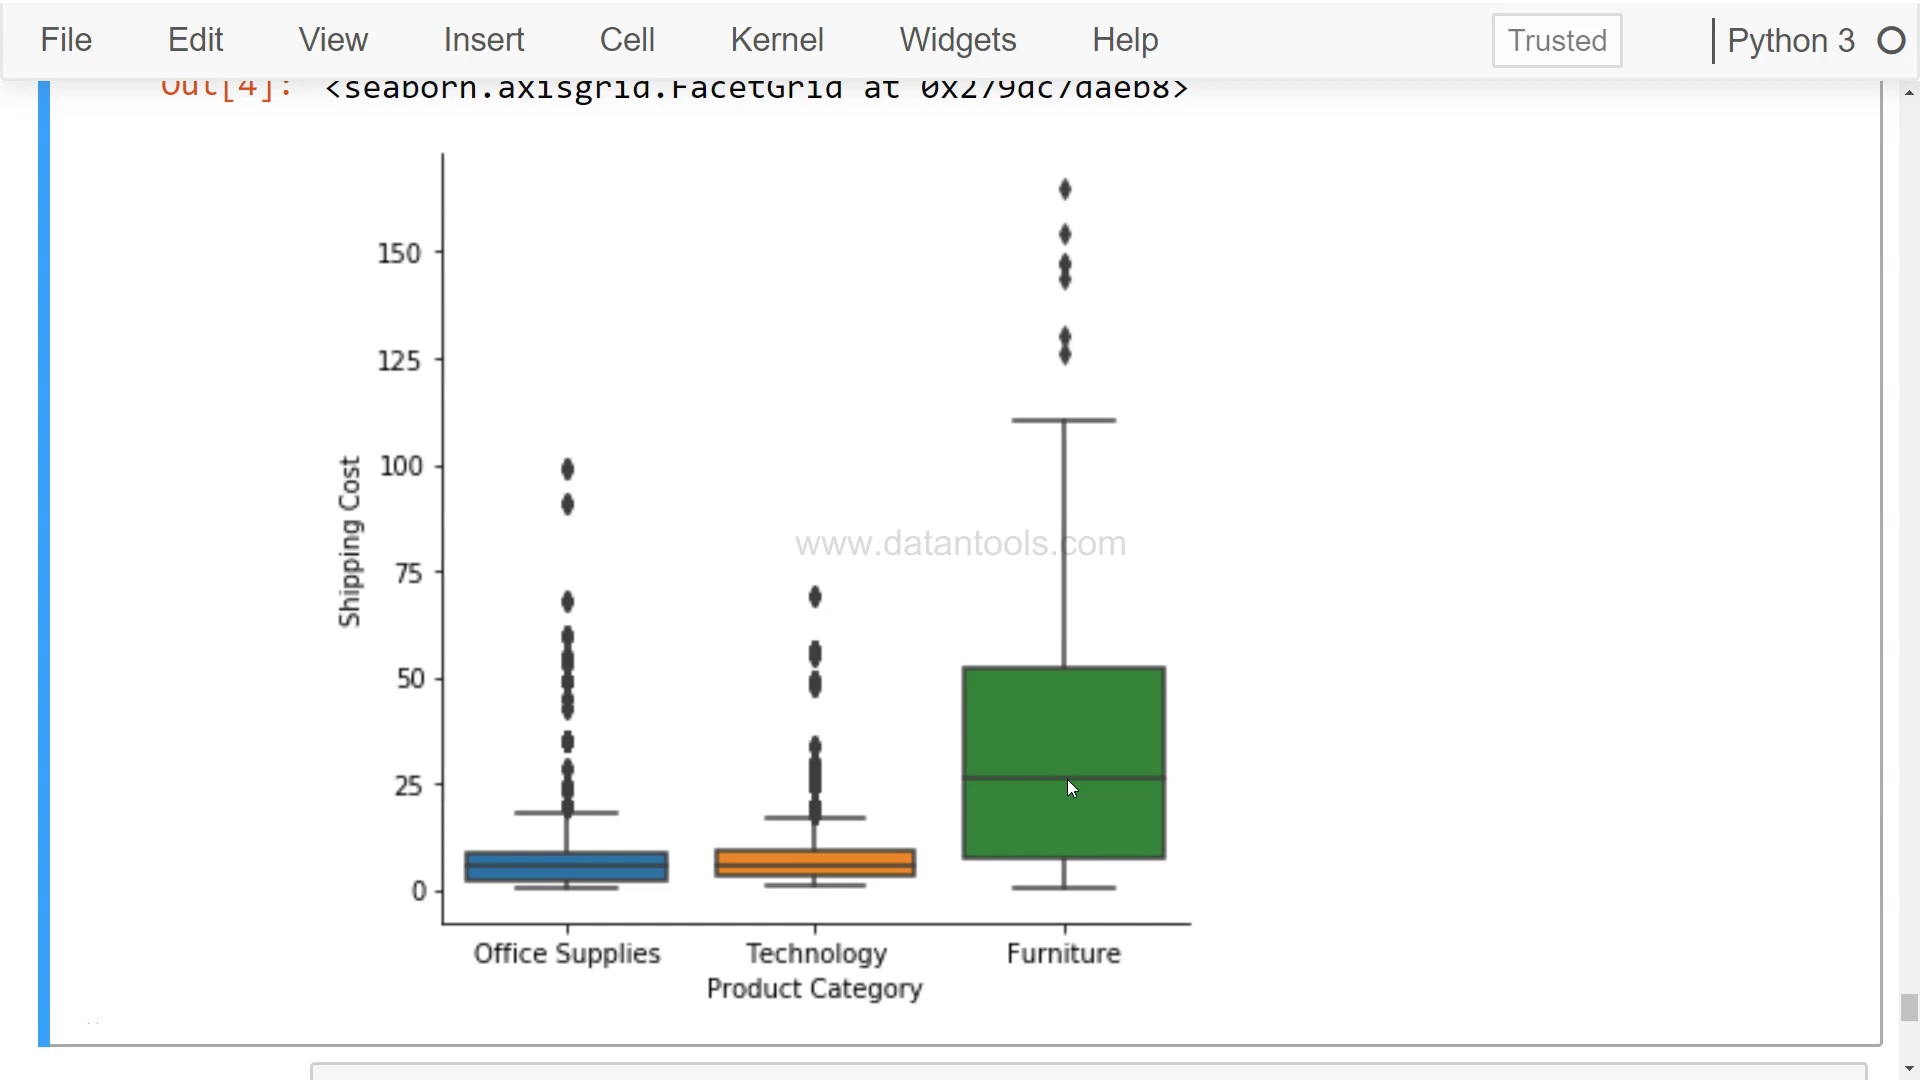 File Edit View Insert Cell Kernel Widgets Help Trusted Python 3
Out[4]: <seaborn.axisgrid.FacetGrid at 0x279dc7daeb8>
150
125
100
75
50
25
0
Shipping Cost
www.datantools.com
Office Supplies Technology Furniture
Product Category